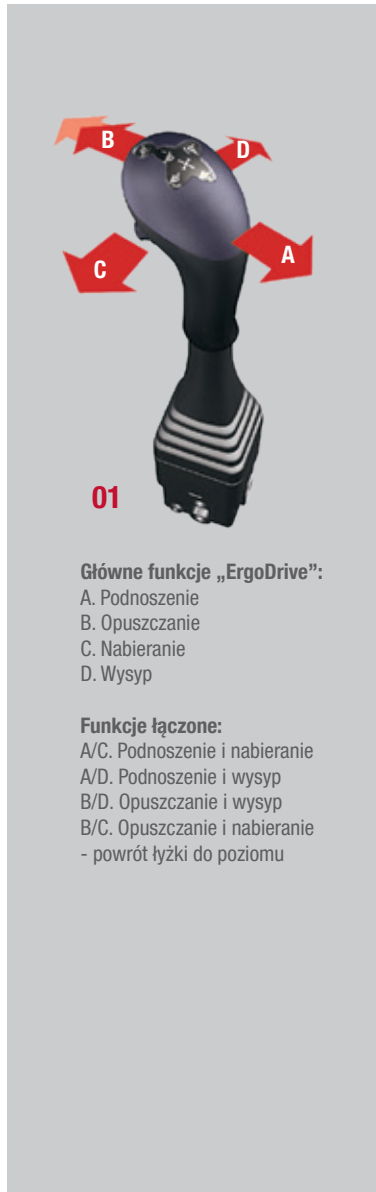 B
D
A
C
01
Główne funkcje „ErgoDrive”:
A. Podnoszenie
B. Opuszczanie
C. Nabieranie
D. Wysyp
Funkcje łączone:
A/C. Podnoszenie i nabieranie
A/D. Podnoszenie i wysyp
B/D. Opuszczanie i wysyp
B/C. Opuszczanie i nabieranie
- powrót łyżki do poziomu